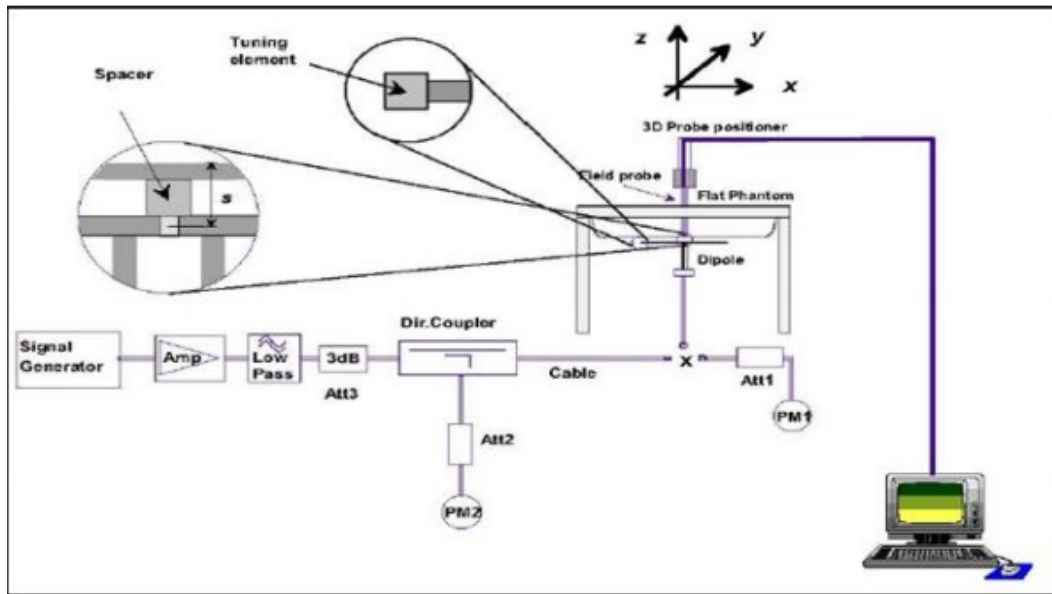 Tuning
element
Spacer
s
z
y
x
3D Probe positioner
Field probe
Flat Phantom
Dipole
Signal
Generator
Amp
Low
Pass
3dB
Att3
Dir.Coupler
Cable
x
Att1
PM1
Att2
PM2